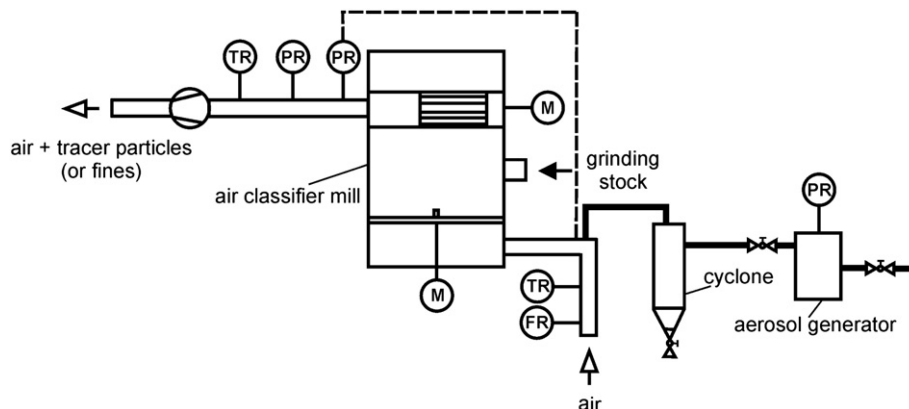 TR
PR
PR
M
air + tracer particles
(or fines)
air classifier mill
grinding
stock
PR
M
TR
FR
cyclone
aerosol generator
air